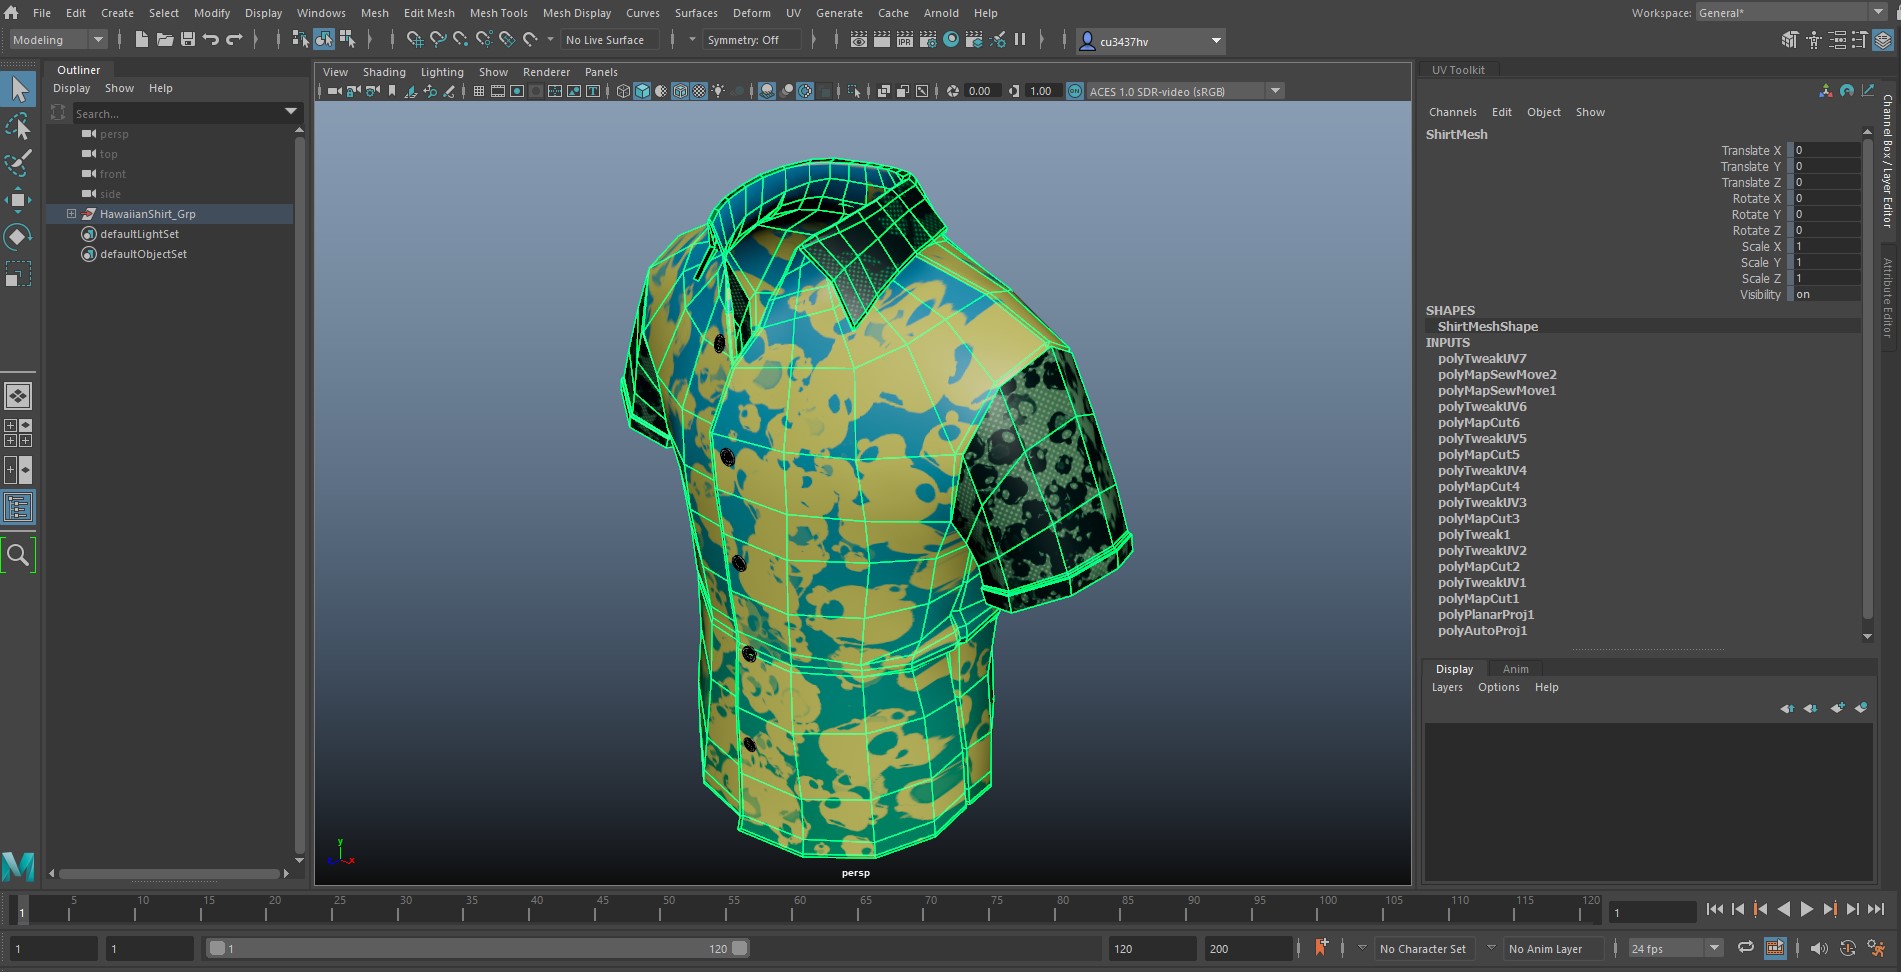 File Edit Create Select Modify Display Windows Mesh Edit Mesh Mesh Tools Mesh Display Curves Surfaces Deform UV Generate Cache Arnold Help
Workspace: General*
Modeling
No Live Surface
Symmetry: Off
IPR
cu3437hv
Outliner
Display Show Help
Search...
persp
top
front
side
HawaiianShirt_Grp
defaultLightSet
defaultObjectSet
View Shading Lighting Show Renderer Panels
0.00
1.00
ON
ACES 1.0 SDR-video (sRGB)
y
x
persp
UV Toolkit
Channels Edit Object Show
ShirtMesh
Translate X 0
Translate Y 0
Translate Z 0
Rotate X 0
Rotate Y 0
Rotate Z 0
Scale X 1
Scale Y 1
Scale Z 1
Visibility on
SHAPES
ShirtMeshShape
INPUTS
polyTweakUV7
polyMapSewMove2
polyMapSewMove1
polyTweakUV6
polyMapCut6
polyTweakUV5
polyMapCut5
polyTweakUV4
polyMapCut4
polyTweakUV3
polyMapCut3
polyTweak1
polyTweakUV2
polyMapCut2
polyTweakUV1
polyMapCut1
polyPlanarProj1
polyAutoProj1
Channel Box / Layer Editor
Attribute Editor
Display Anim
Layers Options Help
1 5 10 15 20 25 30 35 40 45 50 55 60 65 70 75 80 85 90 95 100 105 110 115 120
1
1 1 1 120 120 200
No Character Set
No Anim Layer
24 fps
M